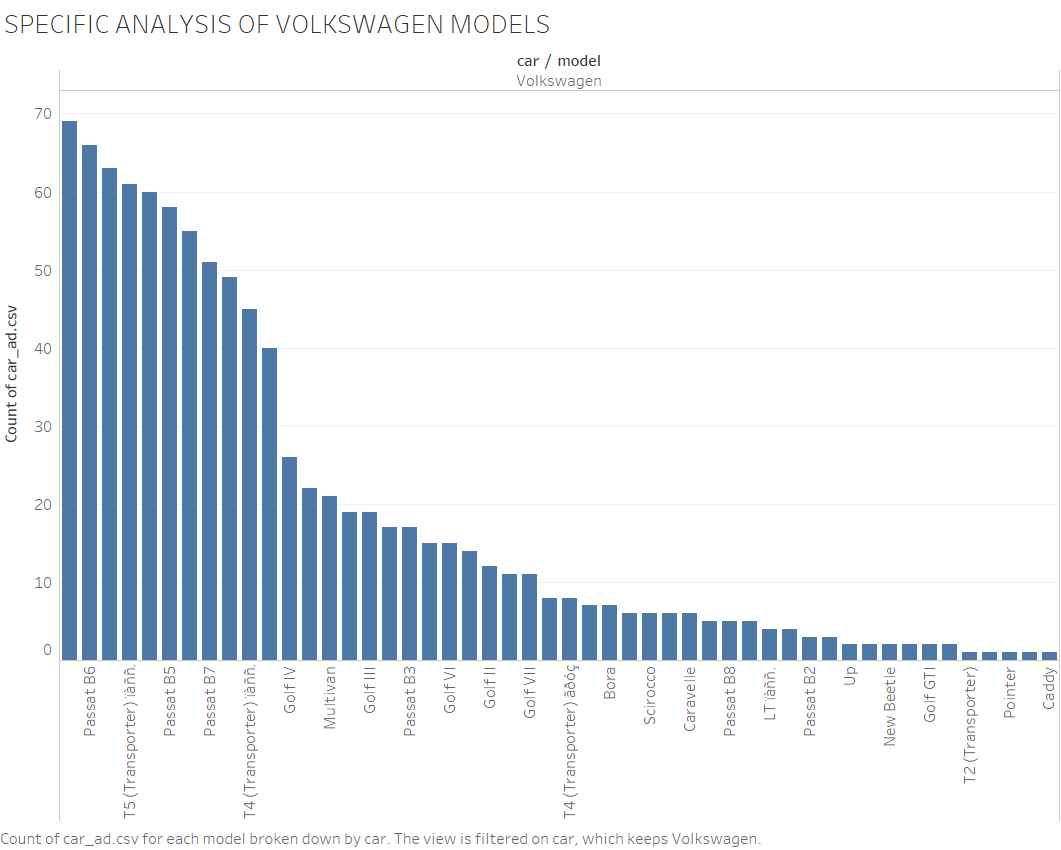 SPECIFIC ANALYSIS OF VOLKSWAGEN MODELS
car / model
Volkswagen
Count of car_ad.csv
70
60
50
40
30
20
10
0
Passat B6
T5 (Transporter) ïàññ.
Passat B5
Passat B7
T4 (Transporter) ïàññ.
Golf IV
Multivan
Golf III
Passat B3
Golf VI
Golf II
Golf VII
T4 (Transporter) ãðóç
Bora
Scirocco
Caravelle
Passat B8
LT ïàññ.
Passat B2
Up
New Beetle
Golf GTI
T2 (Transporter)
Pointer
Caddy
Count of car_ad.csv for each model broken down by car. The view is filtered on car, which keeps Volkswagen.